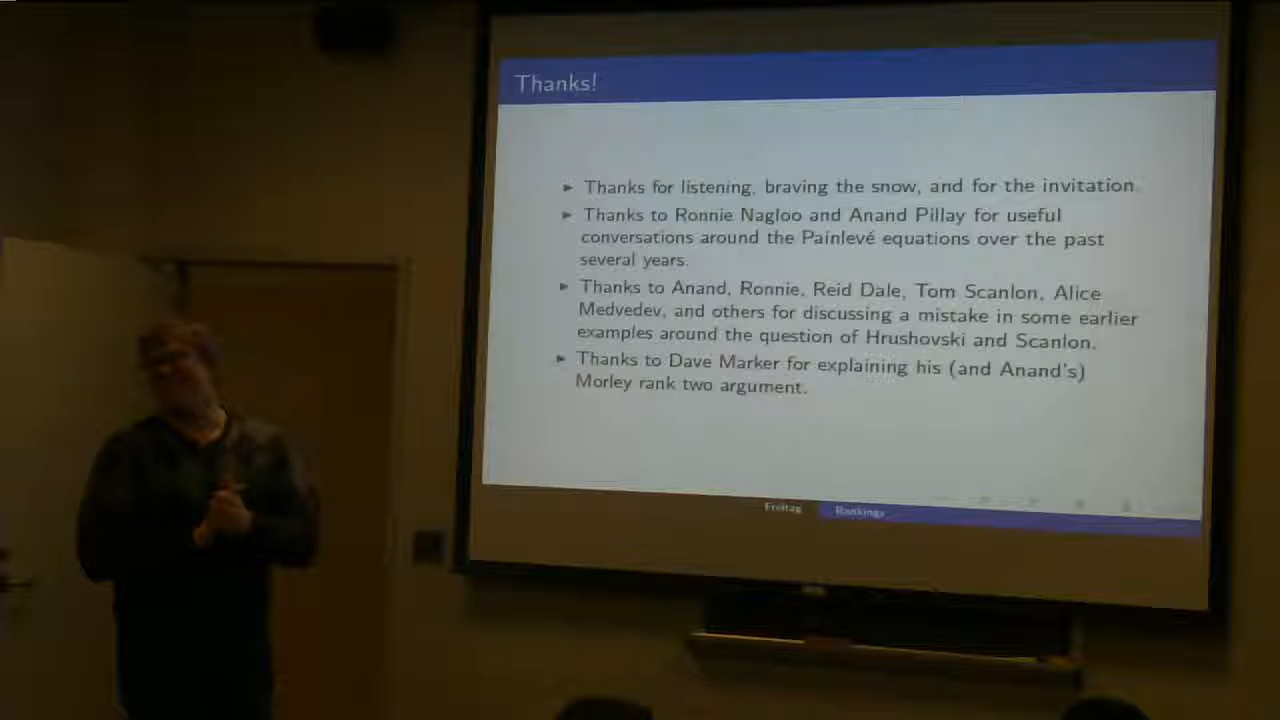 Thanks!
► Thanks for listening, braving the snow, and for the invitation.
► Thanks to Ronnie Nagloo and Anand Pillay for useful
conversations around the Painlevé equations over the past
several years.
► Thanks to Anand, Ronnie, Reid Dale, Tom Scanlon, Alice
Medvedev, and others for discussing a mistake in some earlier
examples around the question of Hrushovski and Scanlon.
► Thanks to Dave Marker for explaining his (and Anand's)
Morley rank two argument.
Freitag Rankings